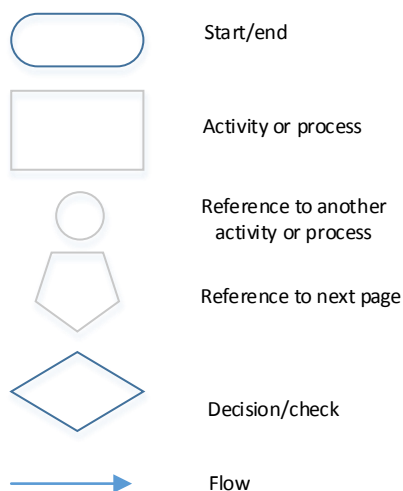 Start/end
Activity or process
Reference to another
activity or process
Reference to next page
Decision/check
Flow